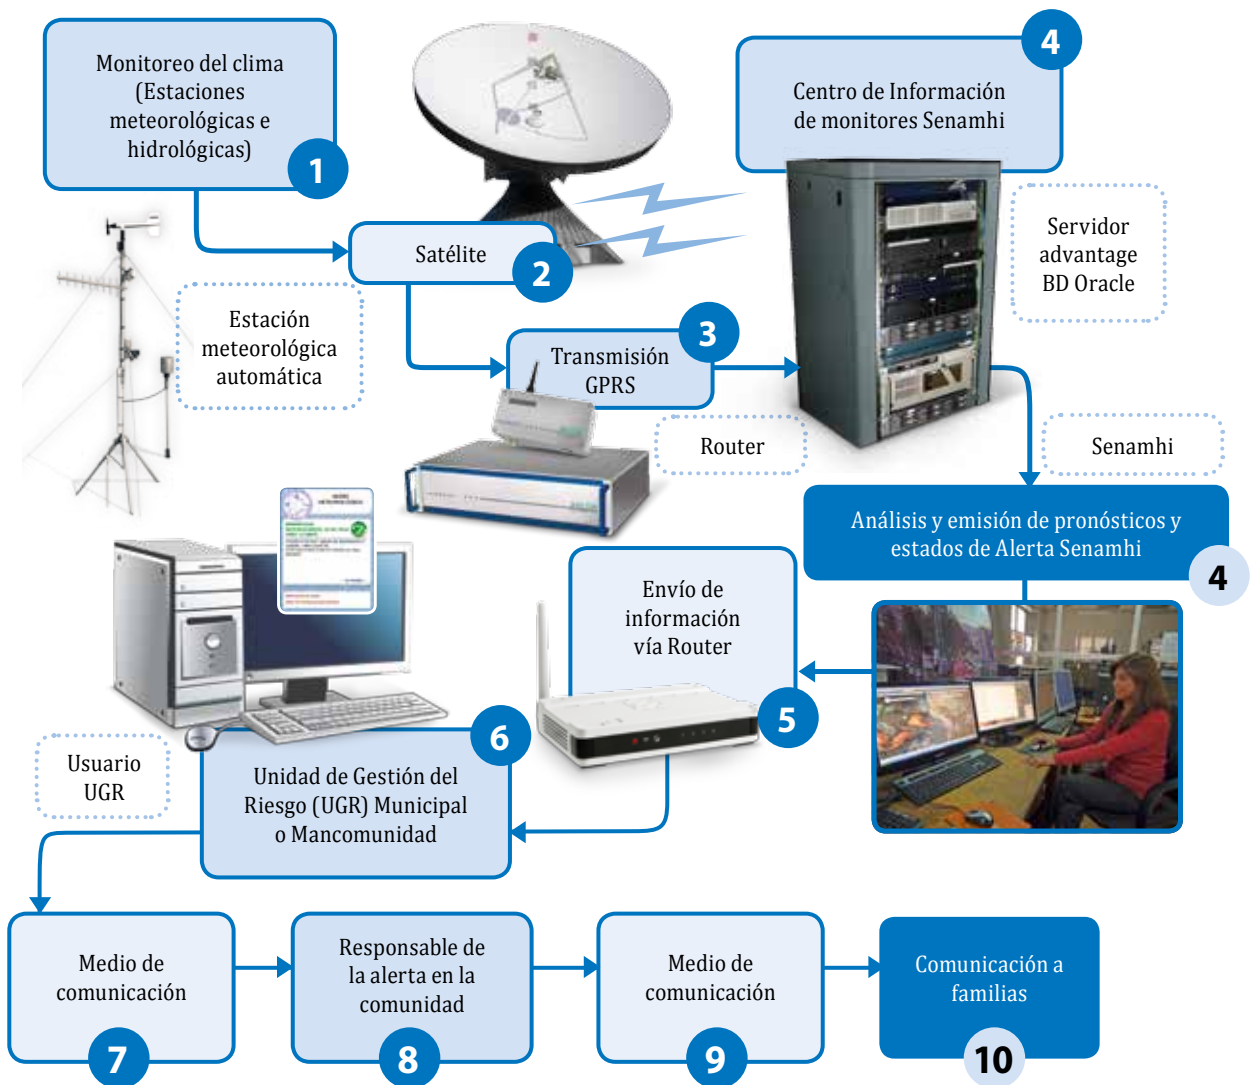 Monitoreo del clima
(Estaciones
meteorológicas e
hidrológicas)
1
4
Centro de Información
de monitores Senamhi
Satélite
2
Servidor
advantage
BD Oracle
Estación
meteorológica
automática
3
Transmisión
GPRS
Router
Senamhi
Análisis y emisión de pronósticos y
estados de Alerta Senamhi
4
Envío de
información
vía Router
5
6
Usuario
UGR
Unidad de Gestión del
Riesgo (UGR) Municipal
o Mancomunidad
Medio de
comunicación
7
Responsable de
la alerta en la
comunidad
8
Medio de
comunicación
9
Comunicación a
familias
10